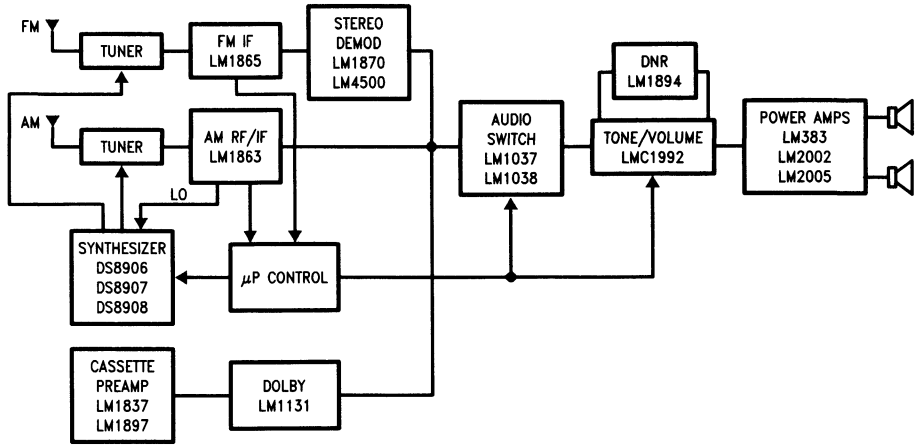 FM
TUNER
FM IF
LM1865
STEREO
DEMOD
LM1870
LM4500
AM
TUNER
AM RF/IF
LM1863
LO
SYNTHESIZER
DS8906
DS8907
DS8908
μP CONTROL
CASSETTE
PREAMP
LM1837
LM1897
DOLBY
LM1131
AUDIO
SWITCH
LM1037
LM1038
DNR
LM1894
TONE/VOLUME
LMC1992
POWER AMPS
LM383
LM2002
LM2005